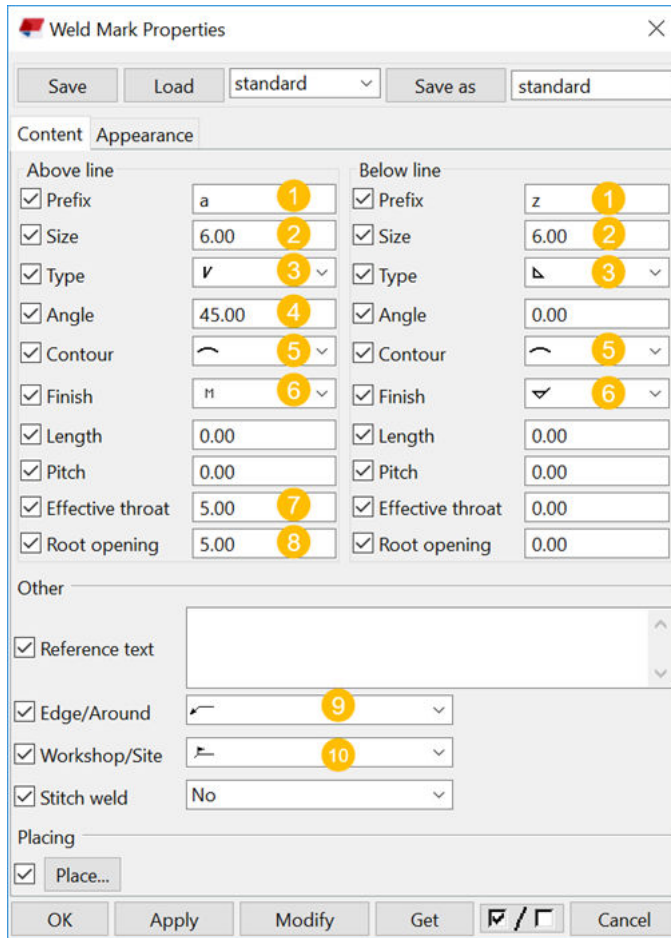 Weld Mark Properties
Save Load standard Save as standard
Content Appearance
Above line Below line
Prefix a 1 Prefix z 1
Size 6.00 2 Size 6.00 2
Type 3 Type 3
Angle 45.00 4 Angle 0.00
Contour 5 Contour 5
Finish M 6 Finish 6
Length 0.00 Length 0.00
Pitch 0.00 Pitch 0.00
Effective throat 5.00 7 Effective throat 0.00
Root opening 5.00 8 Root opening 0.00
Other
Reference text
Edge/Around 9
Workshop/Site 10
Stitch weld No
Placing
Place...
OK Apply Modify Get / Cancel